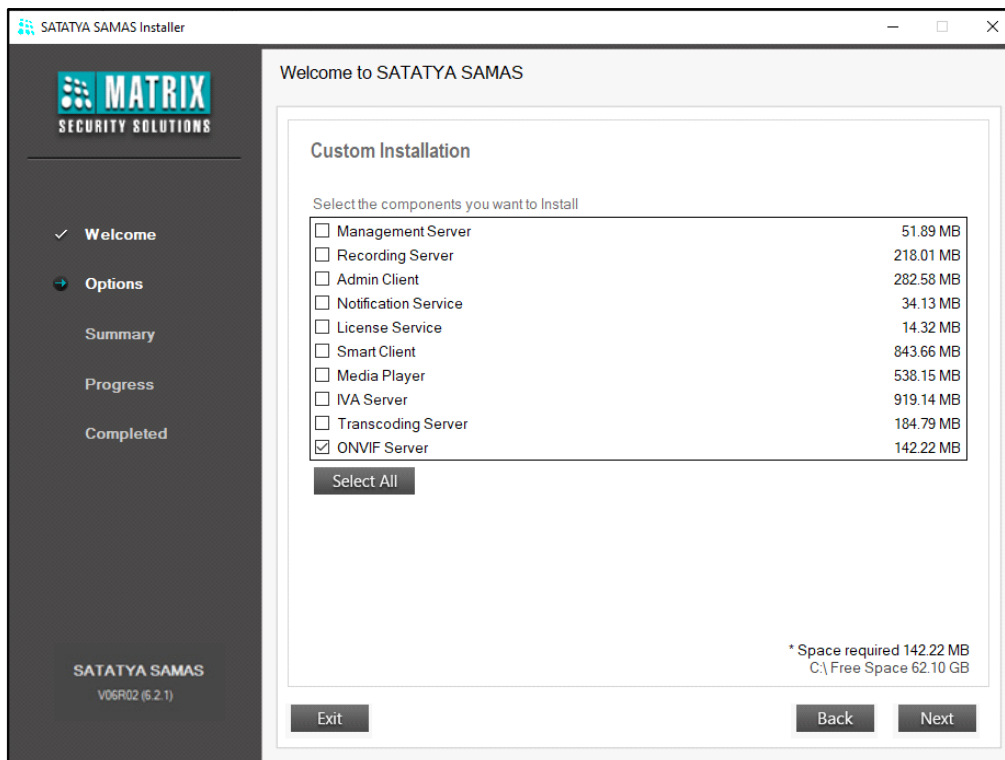 SATATYA SAMAS Installer
MATRIX
SECURITY SOLUTIONS
Welcome
Options
Summary
Progress
Completed
SATATYA SAMAS
V06R02 (6.2.1)
Welcome to SATATYA SAMAS
Custom Installation
Select the components you want to Install
Management Server 51.89 MB
Recording Server 218.01 MB
Admin Client 282.58 MB
Notification Service 34.13 MB
License Service 14.32 MB
Smart Client 843.66 MB
Media Player 538.15 MB
IVA Server 919.14 MB
Transcoding Server 184.79 MB
ONVIF Server 142.22 MB
Select All
* Space required 142.22 MB
C:\ Free Space 62.10 GB
Exit Back Next